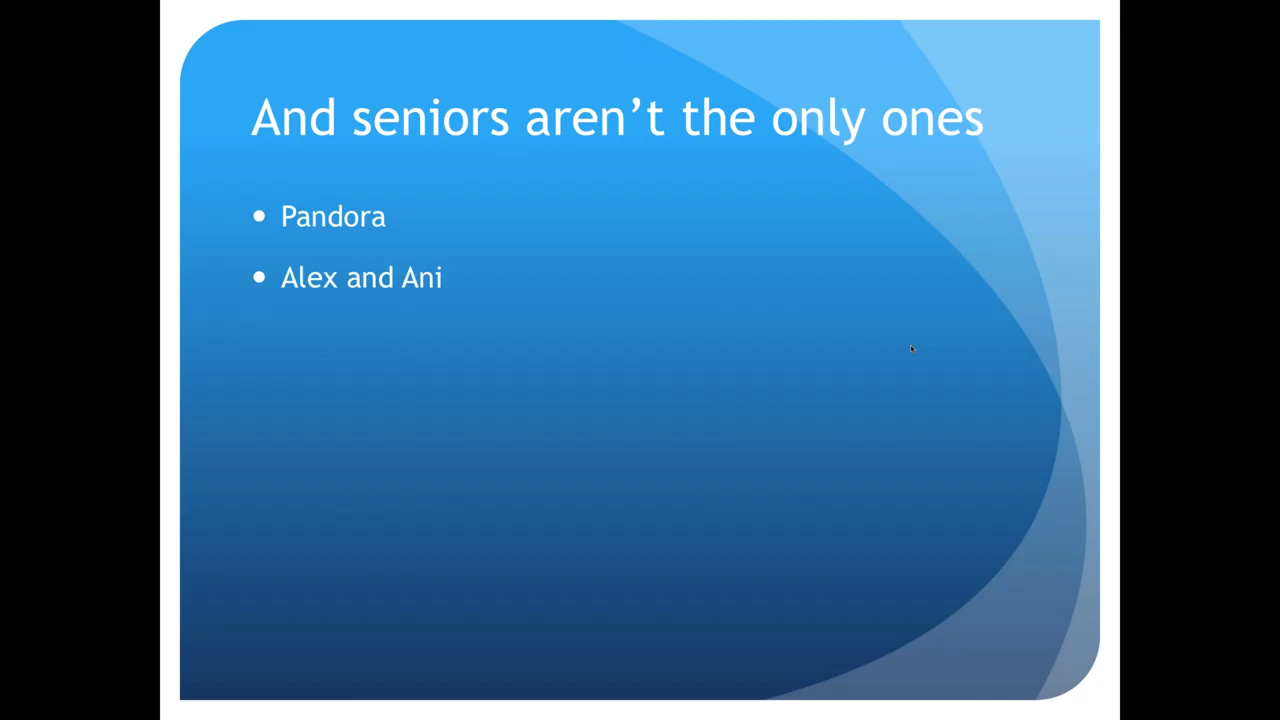 And seniors aren’t the only ones
• Pandora
• Alex and Ani